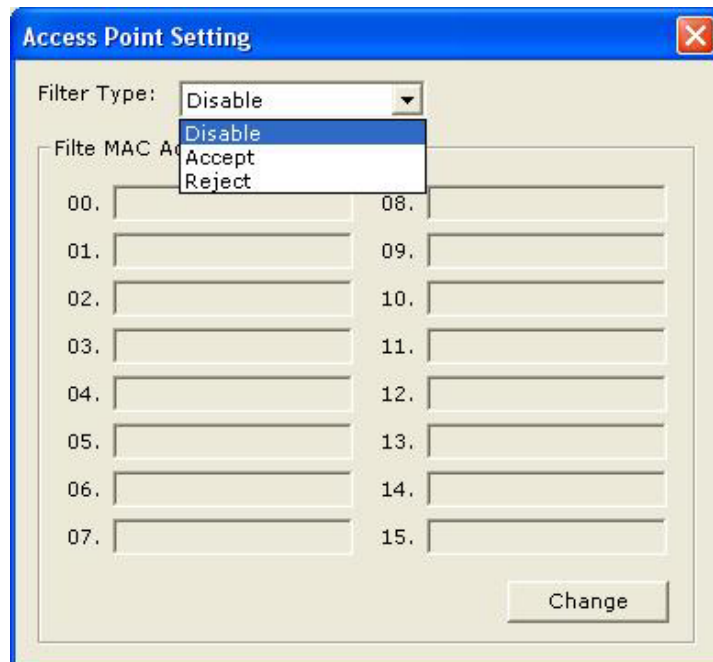 Access Point Setting
Filter Type: Disable
Disable
Accept
Reject
Filte MAC
00.
08.
01.
09.
02.
10.
03.
11.
04.
12.
05.
13.
06.
14.
07.
15.
Change